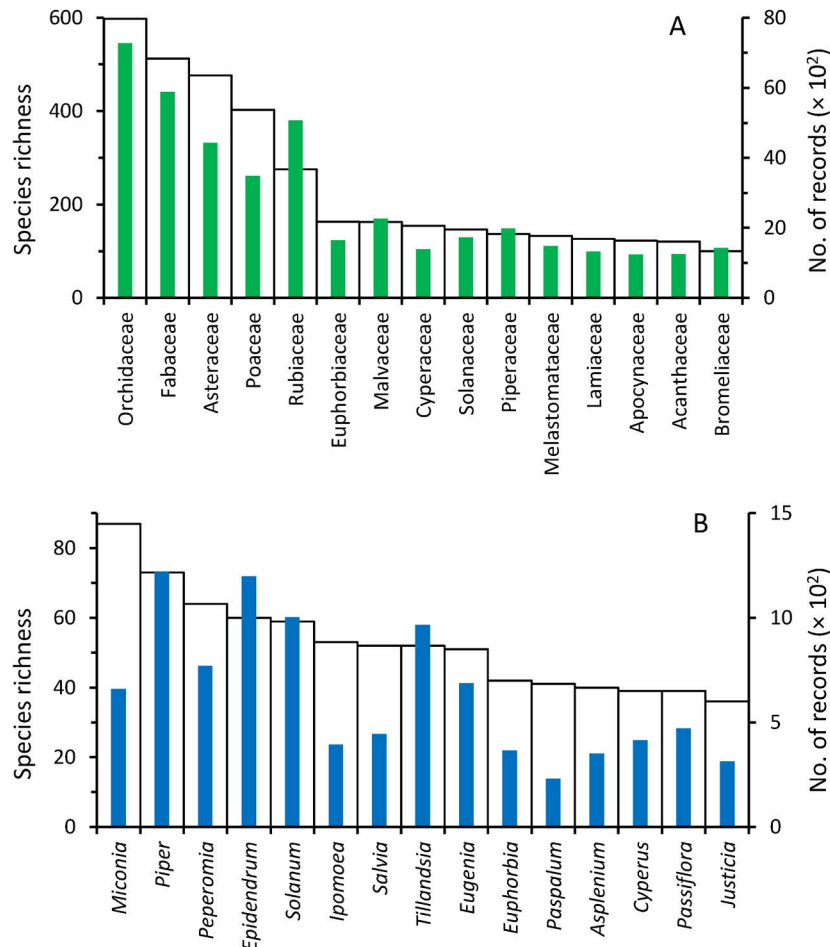 A
Species richness
600
400
200
0
No. of records (× 10²)
80
60
40
20
0
Orchidaceae
Fabaceae
Asteraceae
Poaceae
Rubiaceae
Euphorbiaceae
Malvaceae
Cyperaceae
Solanaceae
Piperaceae
Melastomataceae
Lamiaceae
Apocynaceae
Acanthaceae
Bromeliaceae
B
Species richness
80
60
40
20
0
No. of records (× 10²)
15
10
5
0
Miconia
Piper
Peperomia
Epidendrum
Solanum
Ipomoea
Salvia
Tillandsia
Eugenia
Euphorbia
Paspalum
Asplenium
Cyperus
Passiflora
Justicia